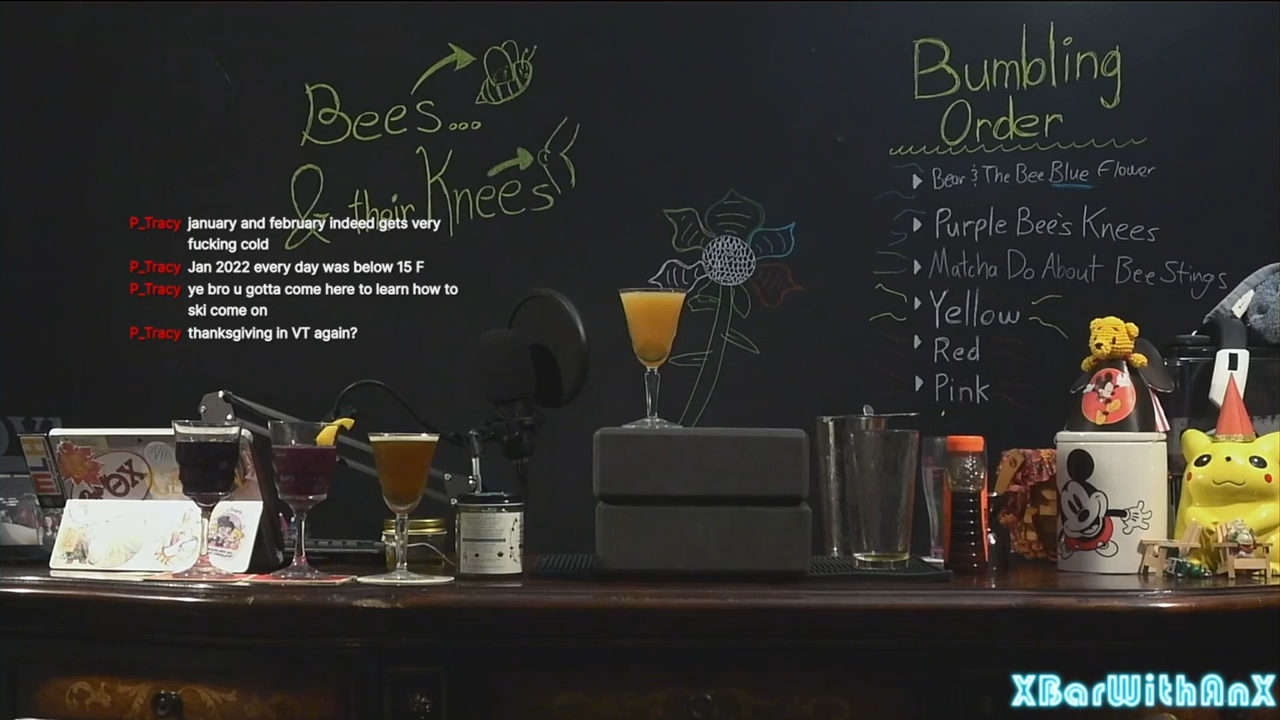 Bees...
& their Knees
Bumbling
Order
Bear & The Bee Blue Flower
Purple Bee's Knees
Matcha Do About Bee Stings
Yellow
Red
Pink
P_Tracy january and february indeed gets very
fucking cold
P_Tracy Jan 2022 every day was below 15 F
P_Tracy ye bro u gotta come here to learn how to
ski come on
P_Tracy thanksgiving in VT again?
XBarWithAnX